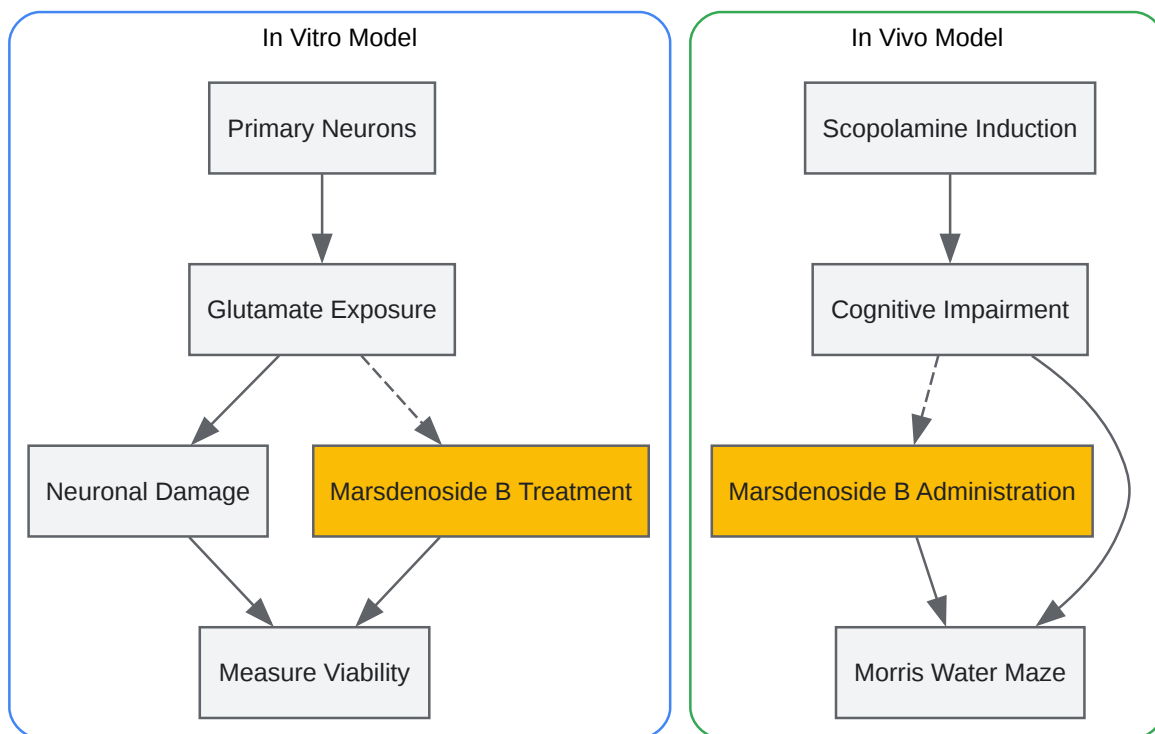 In Vitro Model
Primary Neurons
Glutamate Exposure
Neuronal Damage
Marsdenoside B Treatment
Measure Viability
In Vivo Model
Scopolamine Induction
Cognitive Impairment
Marsdenoside B Administration
Morris Water Maze